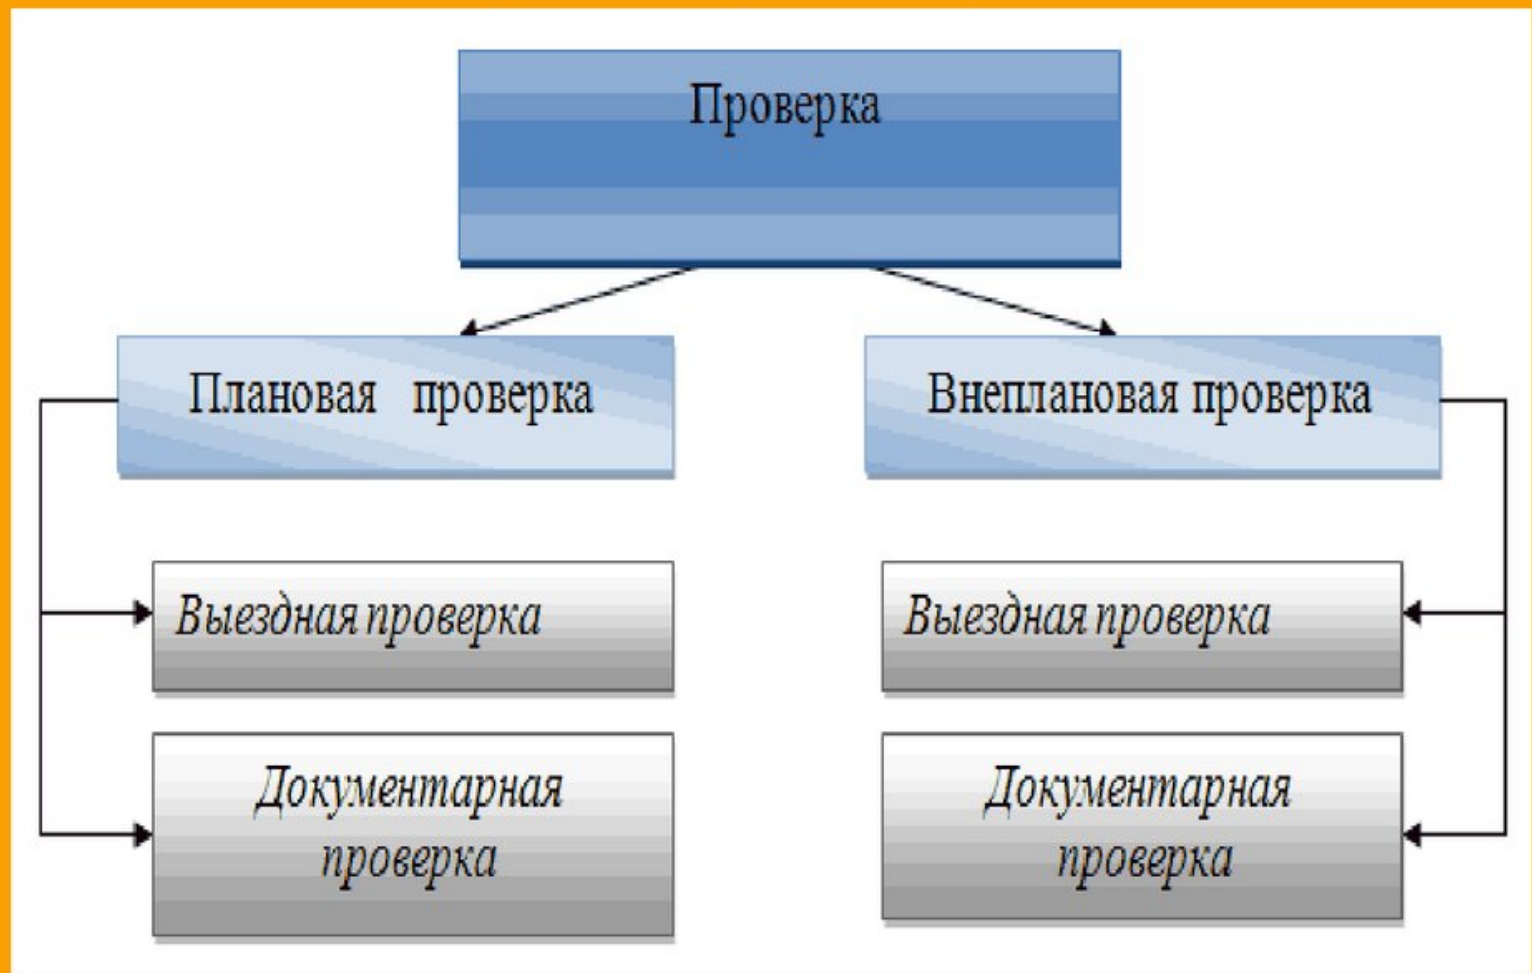 Проверка
Плановая проверка
Внеплановая проверка
Выездная проверка
Выездная проверка
Документарная
проверка
Документарная
проверка